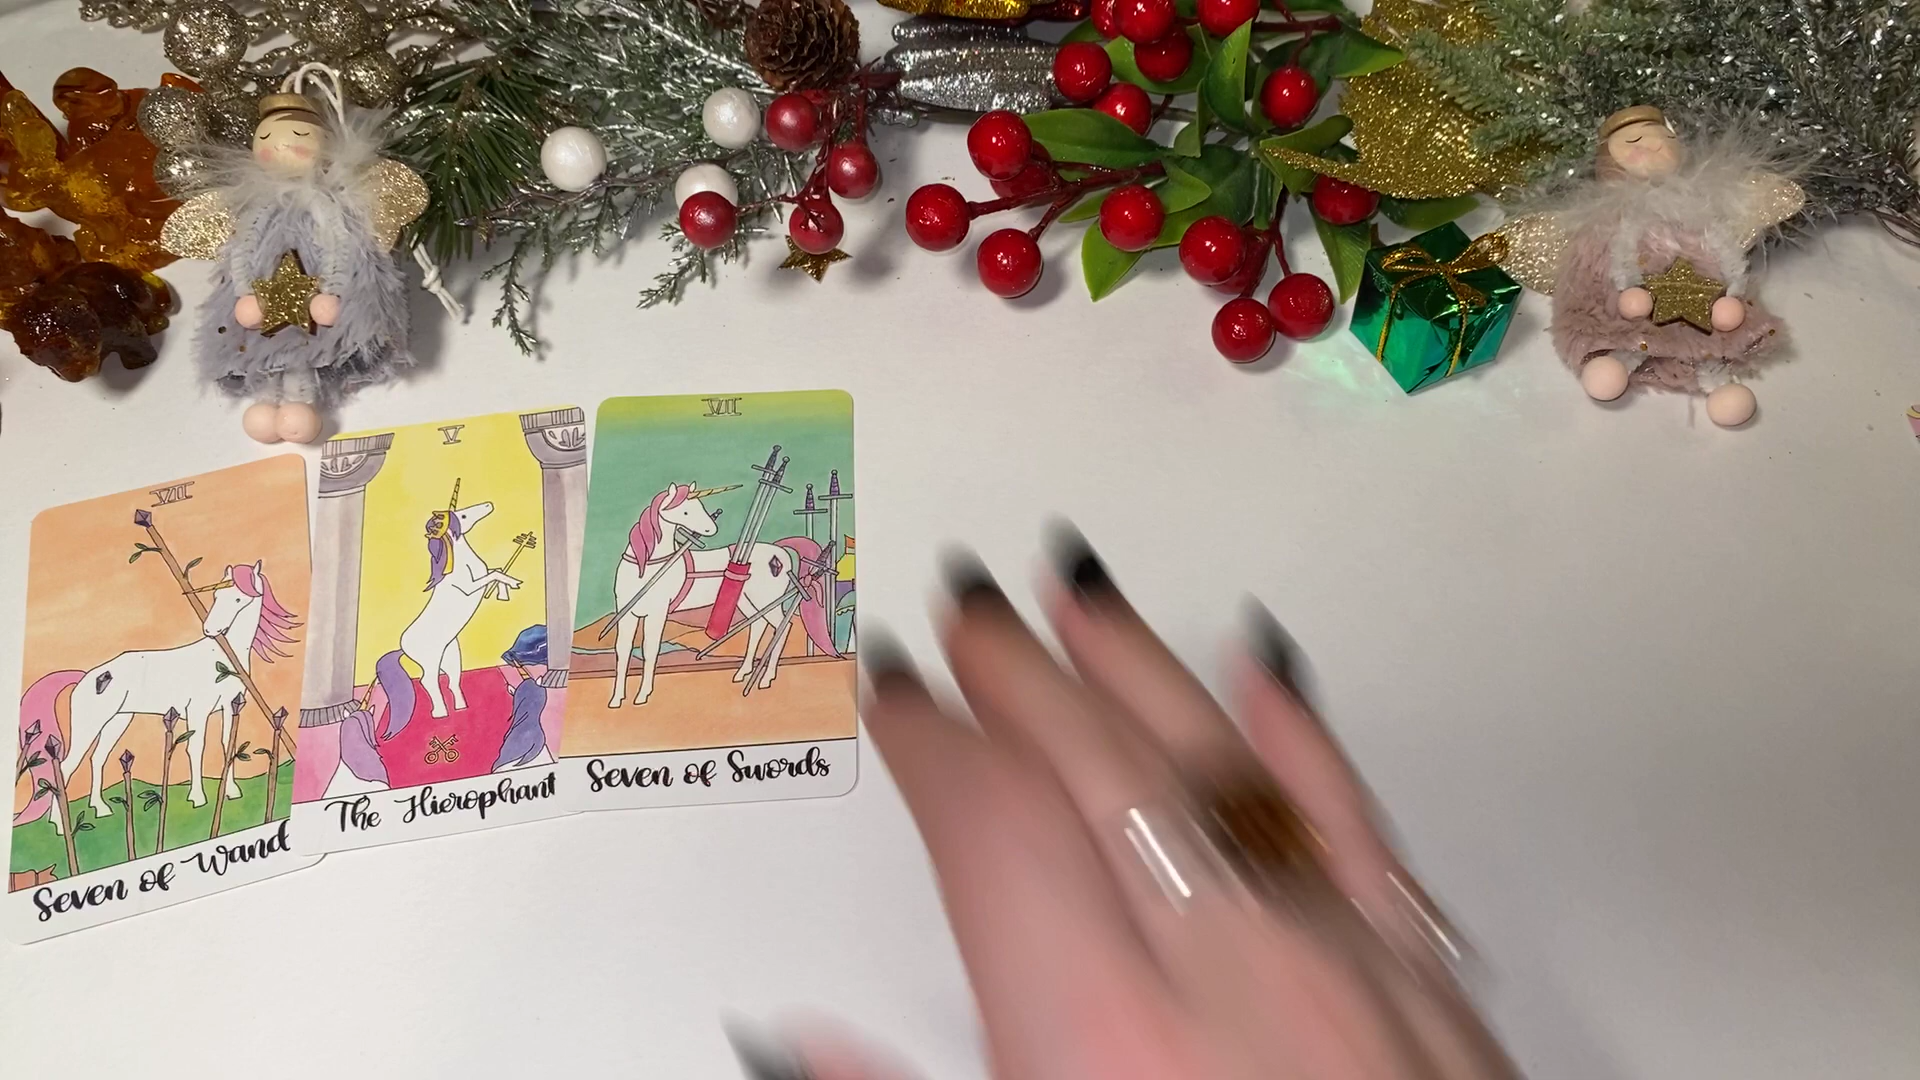 VII
Seven of Wand
V
The Hierophant
VII
Seven of Swords